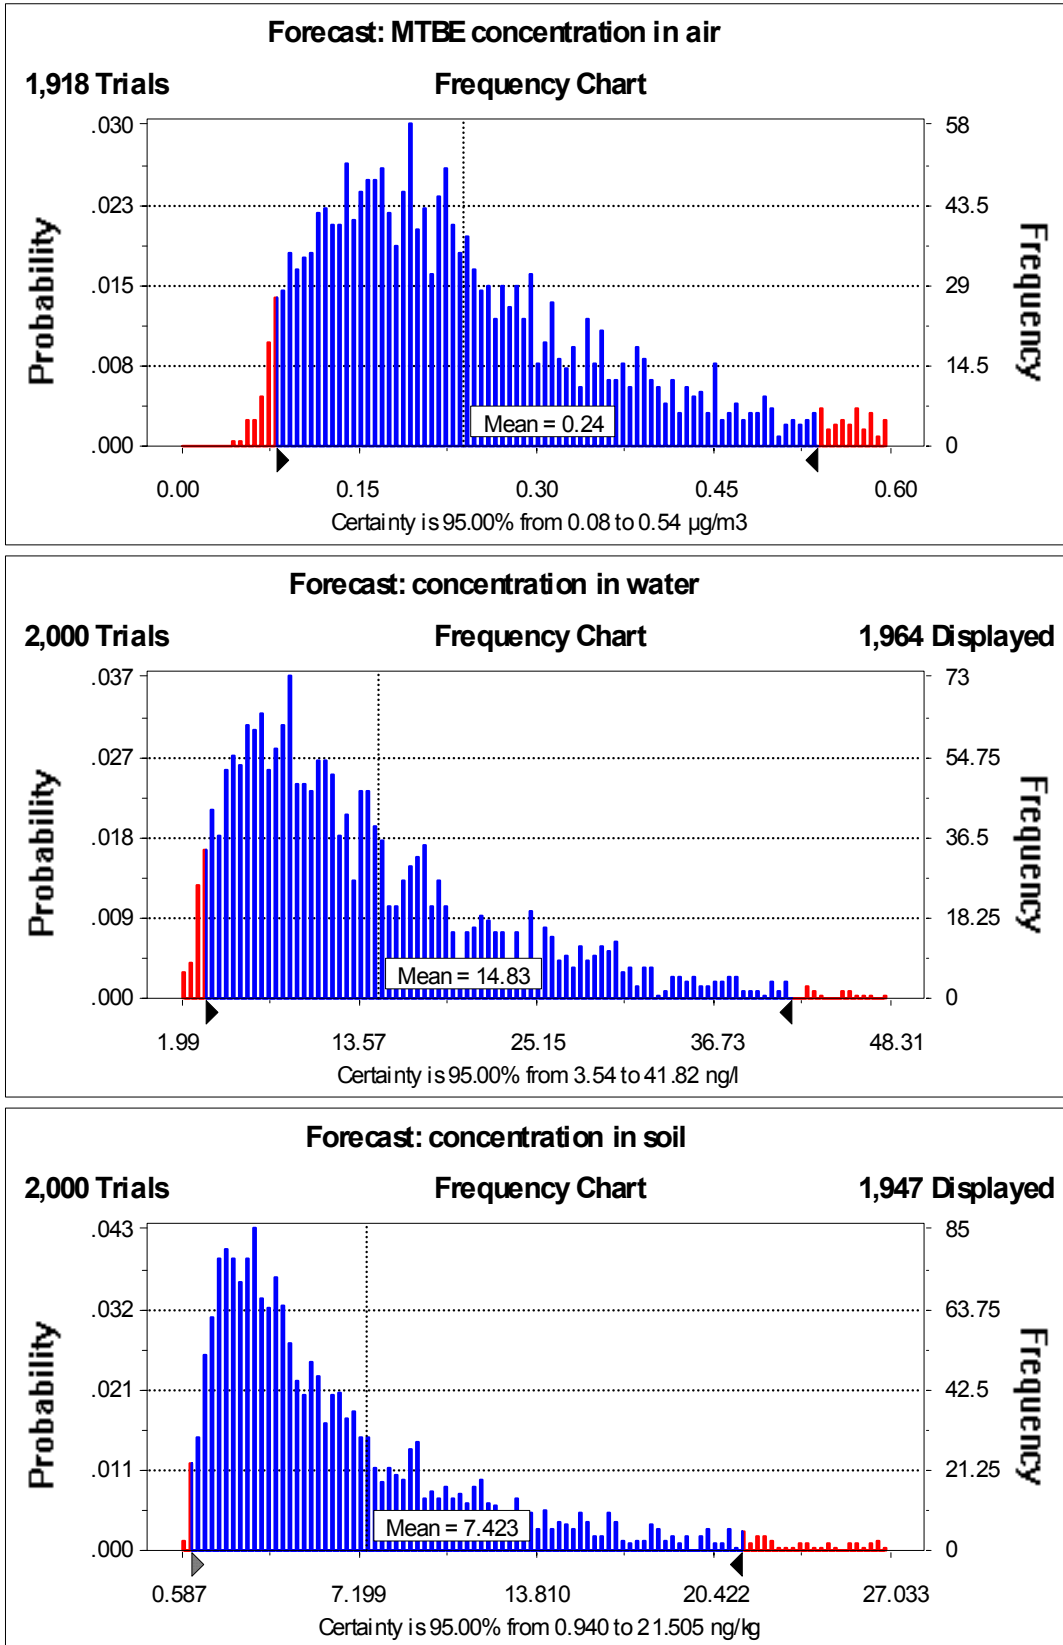 Forecast: MTBE concentration in air
1,918 Trials Frequency Chart
.030 58
.023 43.5
.015 29
.008 14.5
.000 0
Probability
Frequency
Mean = 0.24
0.00 0.15 0.30 0.45 0.60
Certainty is 95.00% from 0.08 to 0.54 µg/m3
Forecast: concentration in water
2,000 Trials Frequency Chart 1,964 Displayed
.037 73
.027 54.75
.018 36.5
.009 18.25
.000 0
Probability
Frequency
Mean = 14.83
1.99 13.57 25.15 36.73 48.31
Certainty is 95.00% from 3.54 to 41.82 ng/l
Forecast: concentration in soil
2,000 Trials Frequency Chart 1,947 Displayed
.043 85
.032 63.75
.021 42.5
.011 21.25
.000 0
Probability
Frequency
Mean = 7.423
0.587 7.199 13.810 20.422 27.033
Certainty is 95.00% from 0.940 to 21.505 ng/kg